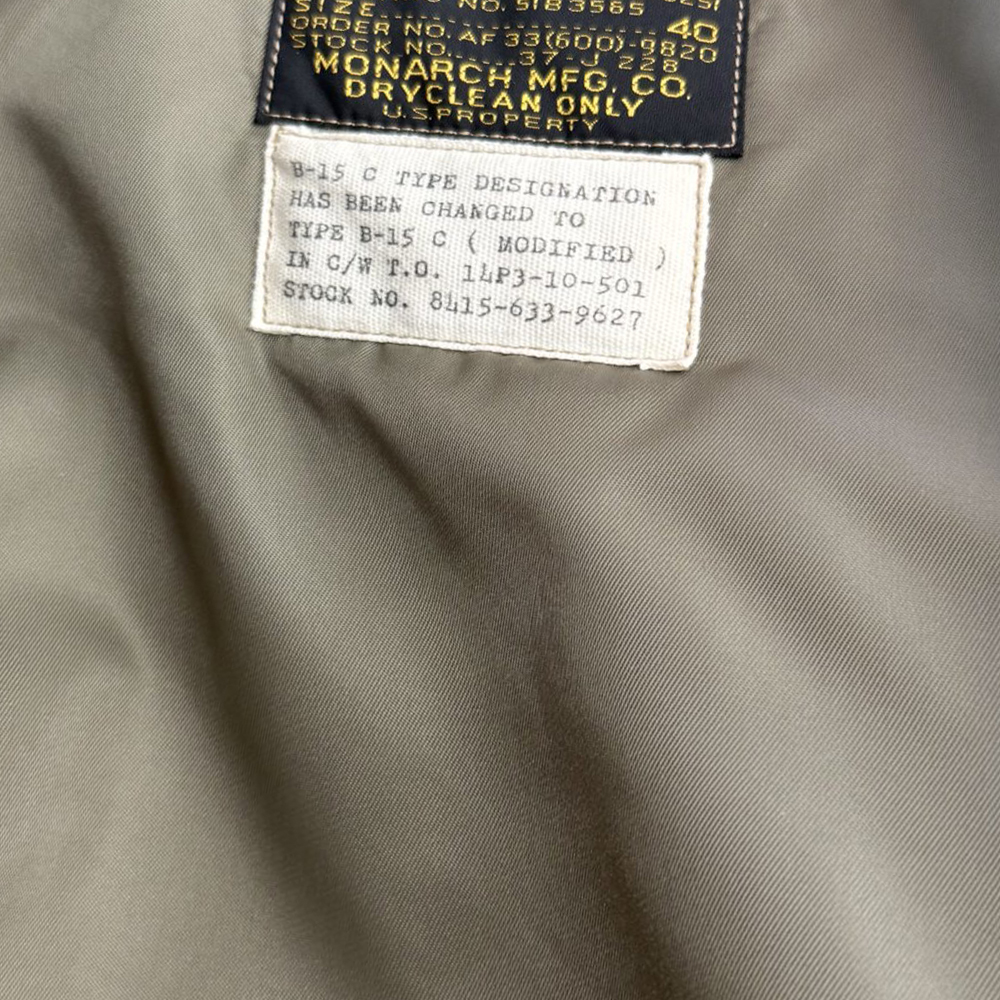 NO. 51B3585 3251
SIZE 40
ORDER NO. AF 33(600)-9820
STOCK NO. 37-J 228
MONARCH MFG. CO.
DRYCLEAN ONLY
U.S. PROPERTY
B-15 C TYPE DESIGNATION
HAS BEEN CHANGED TO
TYPE B-15 C ( MODIFIED )
IN C/W T.O. 14P3-10-501
STOCK NO. 8415-633-9627